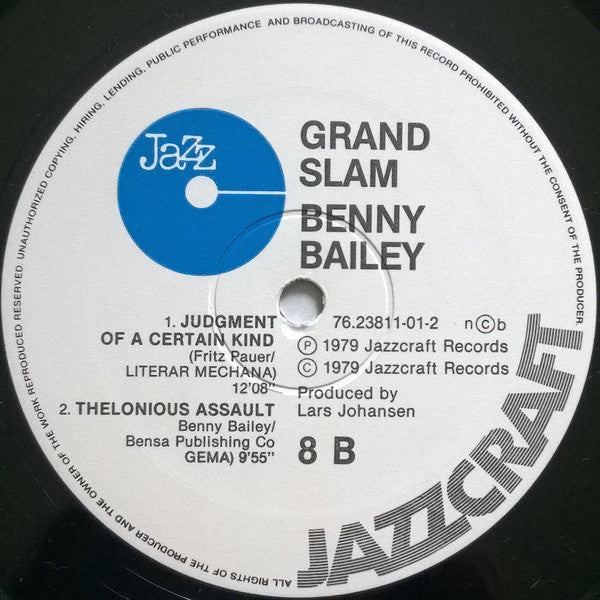 ALL RIGHTS OF THE PRODUCER AND THE OWNER OF THE WORK REPRODUCED RESERVED. UNAUTHORIZED COPYING, HIRING, LENDING, PUBLIC PERFORMANCE AND BROADCASTING OF THIS RECORD PROHIBITED WITHOUT THE CONSENT OF THE PRODUCER.
Jazz
GRAND
SLAM
BENNY
BAILEY
1. JUDGMENT
OF A CERTAIN KIND
(Fritz Pauer/
LITERAR MECHANA)
12'08"
2. THELONIOUS ASSAULT
Benny Bailey/
Bensa Publishing Co
GEMA) 9'55"
76.23811-01-2 n©b
Ⓟ 1979 Jazzcraft Records
© 1979 Jazzcraft Records
Produced by
Lars Johansen
8 B
JAZZCRAFT